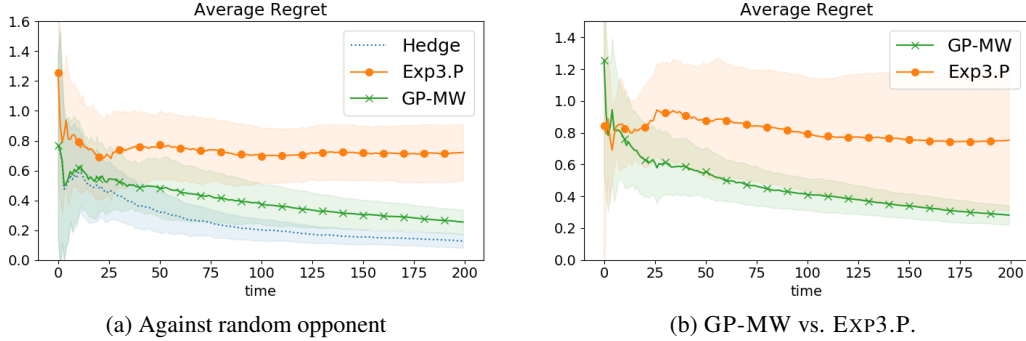 Average Regret
1.6
1.4
1.2
1.0
0.8
0.6
0.4
0.2
0.0
Hedge
Exp3.P
GP-MW
0 25 50 75 100 125 150 175 200
time
(a) Against random opponent
Average Regret
1.4
1.2
1.0
0.8
0.6
0.4
0.2
0.0
GP-MW
Exp3.P
0 25 50 75 100 125 150 175 200
time
(b) GP-MW vs. EXP3.P.